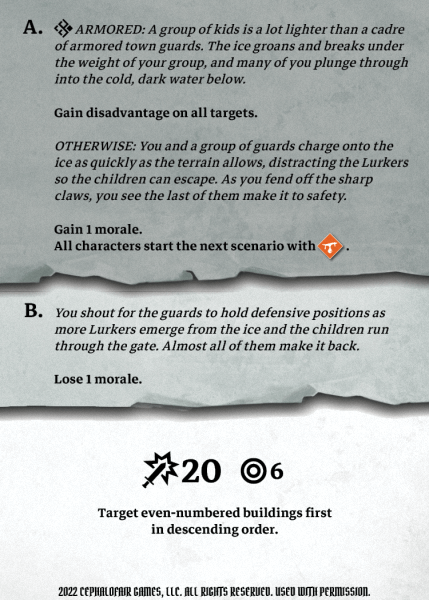 A. ARMORED: A group of kids is a lot lighter than a cadre
of armored town guards. The ice groans and breaks under
the weight of your group, and many of you plunge through
into the cold, dark water below.
Gain disadvantage on all targets.
OTHERWISE: You and a group of guards charge onto the
ice as quickly as the terrain allows, distracting the Lurkers
so the children can escape. As you fend off the sharp
claws, you see the last of them make it to safety.
Gain 1 morale.
All characters start the next scenario with .
B. You shout for the guards to hold defensive positions as
more Lurkers emerge from the ice and the children run
through the gate. Almost all of them make it back.
Lose 1 morale.
20 6
Target even-numbered buildings first
in descending order.
2022 CEPHALOFAIR GAMES, LLC. ALL RIGHTS RESERVED. USED WITH PERMISSION.